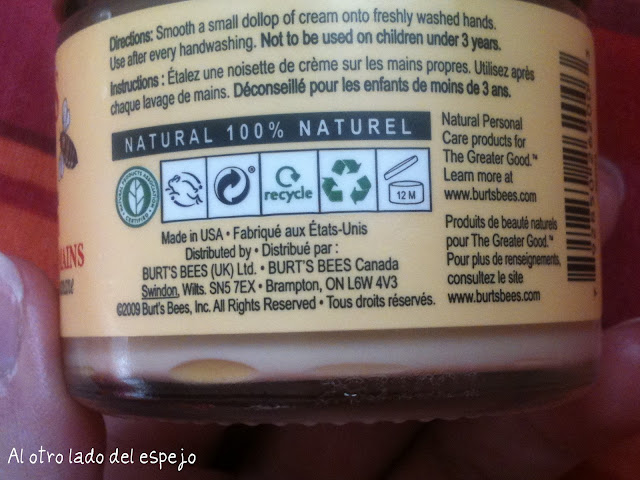 Directions: Smooth a small dollop of cream onto freshly washed hands.
Use after every handwashing. Not to be used on children under 3 years.
Instructions : Étalez une noisette de crème sur les mains propres. Utilisez après
chaque lavage de mains. Déconseillé pour les enfants de moins de 3 ans.
NATURAL 100% NATUREL
recycle
12 M
Made in USA • Fabriqué aux États-Unis
Distributed by • Distribué par :
BURT'S BEES (UK) Ltd. • BURT'S BEES Canada
Swindon, Wilts. SN5 7EX • Brampton, ON L6W 4V3
©2009 Burt's Bees, Inc. All Rights Reserved • Tous droits réservés.
Natural Personal
Care products for
The Greater Good.™
Learn more at
www.burtsbees.com
Produits de beauté naturels
pour The Greater Good.™
Pour plus de renseignements,
consultez le site
www.burtsbees.com
MAINS
Al otro lado del espejo